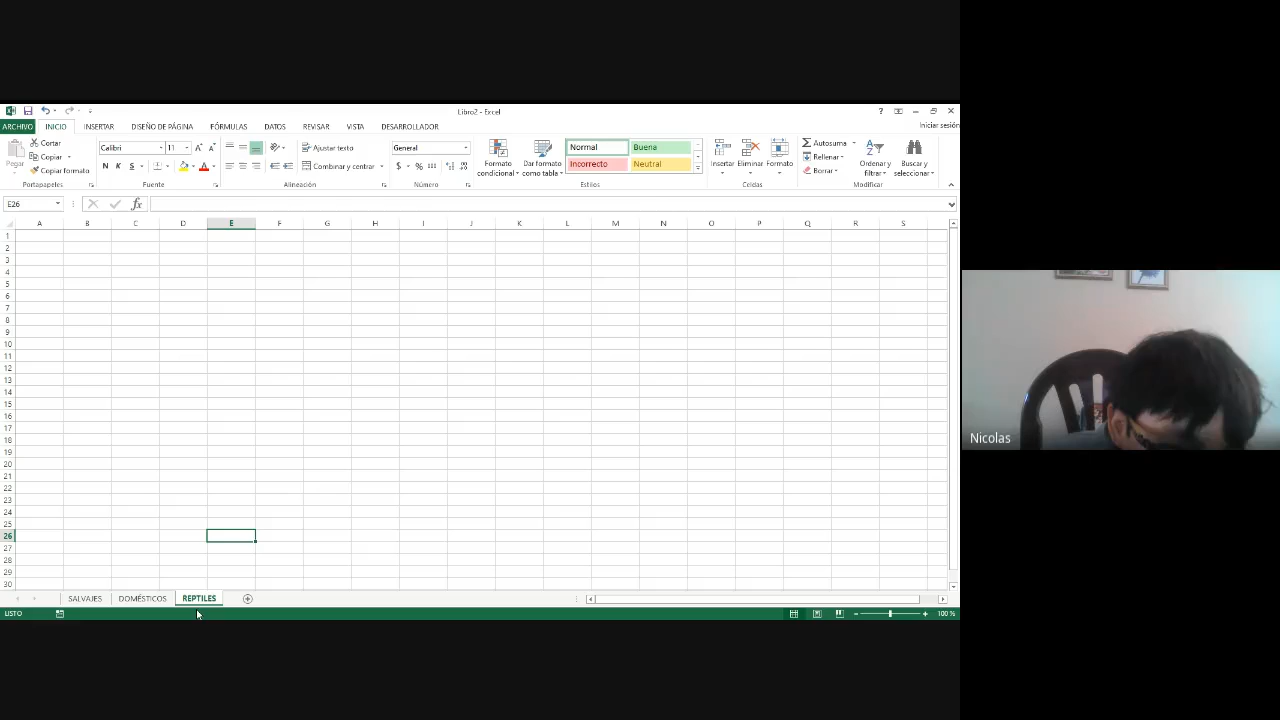 Libro2 - Excel
ARCHIVO INICIO INSERTAR DISEÑO DE PÁGINA FÓRMULAS DATOS REVISAR VISTA DESARROLLADOR
Iniciar sesión
Pegar
Cortar
Copiar
Copiar formato
Portapapeles
Calibri
N K S
Fuente
Ajustar texto
Combinar y centrar
Alineación
General
$ % 000
Número
Formato
condicional
Dar formato
como tabla
Normal Buena
Incorrecto Neutral
Estilos
Insertar Eliminar Formato
Celdas
Autosuma
Rellenar
Borrar
Ordenar y
filtrar
Buscar y
seleccionar
Modificar
E26 fx
A B C D E F G H I J K L M N O P Q R S
1
2
3
4
5
6
7
8
9
10
11
12
13
14
15
16
17
18
19
20
21
22
23
24
25
26
27
28
29
30
SALVAJES DOMÉSTICOS REPTILES
LISTO
100 %
Nicolas